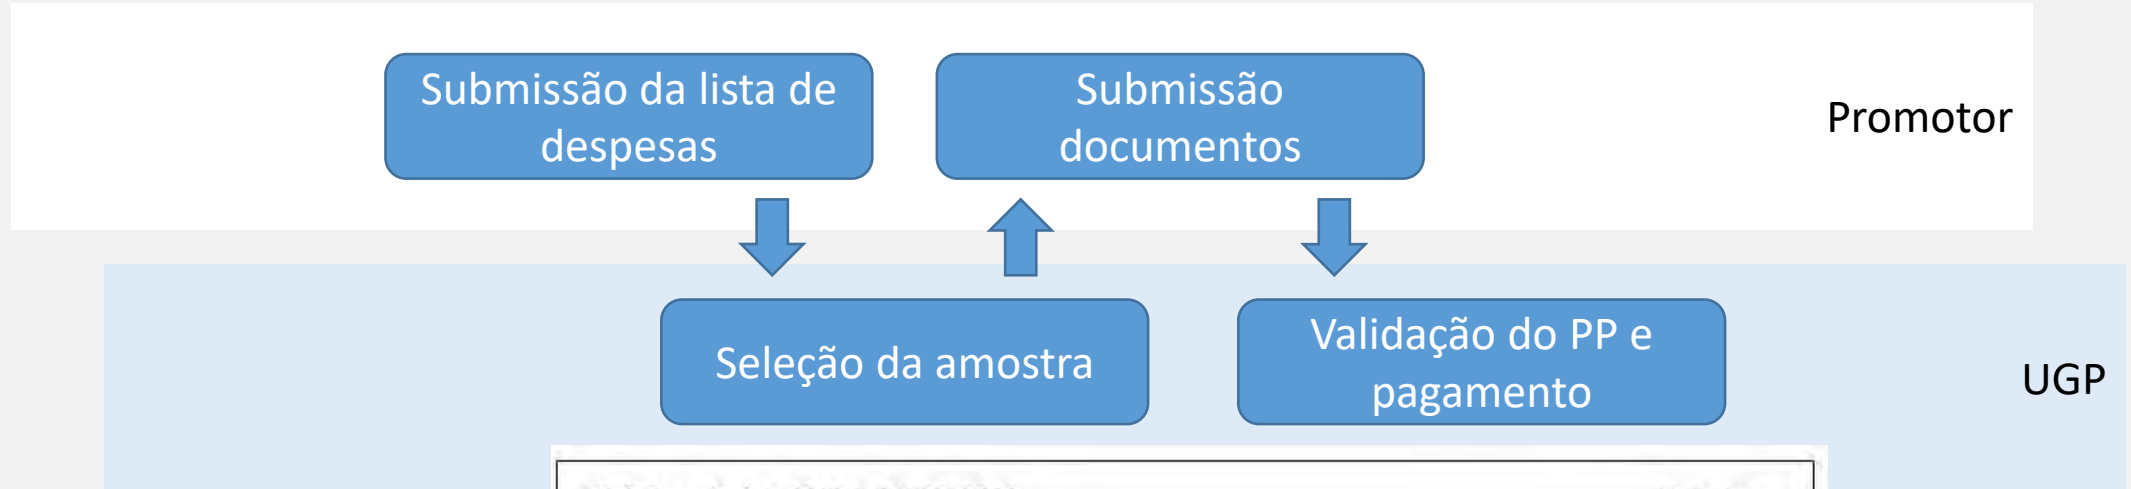 Submissão da lista de
despesas
Submissão
documentos
Promotor
Seleção da amostra
Validação do PP e
pagamento
UGP